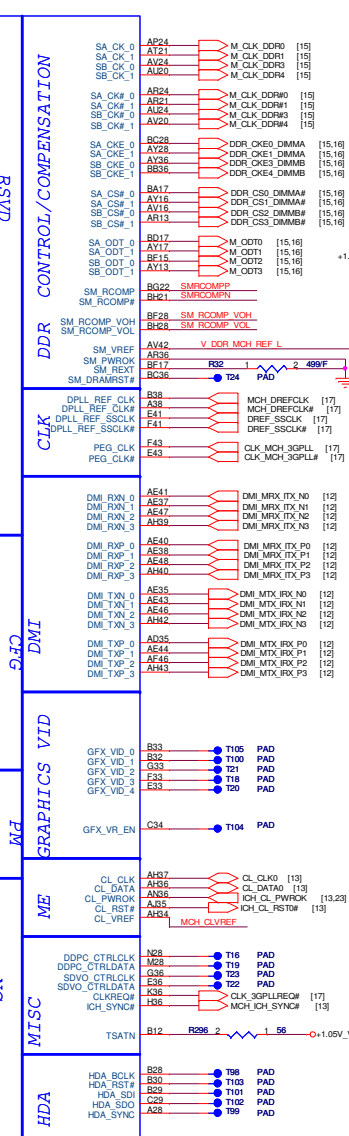 SA_CK_0 AP24 M_CLK_DDR0 [15]
SA_CK_1 AT21 M_CLK_DDR1 [15]
SB_CK_0 AV24 M_CLK_DDR3 [15]
SB_CK_1 AU20 M_CLK_DDR4 [15]
SA_CK#_0 AR24 M_CLK_DDR#0 [15]
SA_CK#_1 AR21 M_CLK_DDR#1 [15]
SB_CK#_0 AU24 M_CLK_DDR#3 [15]
SB_CK#_1 AV20 M_CLK_DDR#4 [15]
SA_CKE_0 BC28 DDR_CKE0_DIMMA [15,16]
SA_CKE_1 AY28 DDR_CKE1_DIMMA [15,16]
SB_CKE_0 AY36 DDR_CKE3_DIMMB [15,16]
SB_CKE_1 BB36 DDR_CKE4_DIMMB [15,16]
SA_CS#_0 BA17 DDR_CS0_DIMMA# [15,16]
SA_CS#_1 AY16 DDR_CS1_DIMMA# [15,16]
SB_CS#_0 AV16 DDR_CS2_DIMMB# [15,16]
SB_CS#_1 AR13 DDR_CS3_DIMMB# [15,16]
SA_ODT_0 BD17 M_ODT0 [15,16]
SA_ODT_1 AY17 M_ODT1 [15,16]
SB_ODT_0 BF15 M_ODT2 [15,16]
SB_ODT_1 AY13 M_ODT3 [15,16]
+1.
SM_RCOMP BG22 SMRCOMPP
SM_RCOMP# BH21 SMRCOMPN
SM_RCOMP_VOH BF28 SM_RCOMP_VOH
SM_RCOMP_VOL BH28 SM_RCOMP_VOL
SM_VREF AV42 V_DDR_MCH_REF L
SM_PWROK AR36
SM_REXT BF17 R32 1 2 499/F
SM_DRAMRST# BC36 T24 PAD
DDR CONTROL/COMPENSATION
RSVD
DPLL_REF_CLK B38 MCH_DREFCLK [17]
DPLL_REF_CLK# A38 MCH_DREFCLK# [17]
DPLL_REF_SSCLK E41 DREF_SSCLK [17]
DPLL_REF_SSCLK# F41 DREF_SSCLK# [17]
PEG_CLK F43 CLK_MCH_3GPLL [17]
PEG_CLK# E43 CLK_MCH_3GPLL# [17]
CLK
DMI_RXN_0 AE41 DMI_MRX_ITX_N0 [12]
DMI_RXN_1 AE37 DMI_MRX_ITX_N1 [12]
DMI_RXN_2 AE47 DMI_MRX_ITX_N2 [12]
DMI_RXN_3 AH39 DMI_MRX_ITX_N3 [12]
DMI_RXP_0 AE40 DMI_MRX_ITX_P0 [12]
DMI_RXP_1 AE38 DMI_MRX_ITX_P1 [12]
DMI_RXP_2 AE48 DMI_MRX_ITX_P2 [12]
DMI_RXP_3 AH40 DMI_MRX_ITX_P3 [12]
DMI_TXN_0 AE35 DMI_MTX_IRX_N0 [12]
DMI_TXN_1 AE43 DMI_MTX_IRX_N1 [12]
DMI_TXN_2 AE46 DMI_MTX_IRX_N2 [12]
DMI_TXN_3 AH42 DMI_MTX_IRX_N3 [12]
DMI_TXP_0 AD35 DMI_MTX_IRX_P0 [12]
DMI_TXP_1 AE44 DMI_MTX_IRX_P1 [12]
DMI_TXP_2 AF46 DMI_MTX_IRX_P2 [12]
DMI_TXP_3 AH43 DMI_MTX_IRX_P3 [12]
DMI
CFG
GFX_VID_0 B33 T105 PAD
GFX_VID_1 B32 T100 PAD
GFX_VID_2 G33 T21 PAD
GFX_VID_3 F33 T18 PAD
GFX_VID_4 E33 T20 PAD
GFX_VR_EN C34 T104 PAD
GRAPHICS VID
PM
CL_CLK AH37 CL_CLK0 [13]
CL_DATA AH36 CL_DATA0 [13]
CL_PWROK AN36 ICH_CL_PWROK [13,23]
CL_RST# AJ35 ICH_CL_RST0# [13]
CL_VREF AH34 MCH_CLVREF
ME
DDPC_CTRLCLK N28 T16 PAD
DDPC_CTRLDATA M28 T19 PAD
SDVO_CTRLCLK G36 T23 PAD
SDVO_CTRLDATA E36 T22 PAD
CLKREQ# K36 CLK_3GPLLREQ# [17]
ICH_SYNC# H36 MCH_ICH_SYNC# [13]
TSATN B12 R296 2 1 56 +1.05V_
MISC
HDA_BCLK B28 T98 PAD
HDA_RST# B30 T103 PAD
HDA_SDI B29 T101 PAD
HDA_SDO C29 T102 PAD
HDA_SYNC A28 T99 PAD
HDA